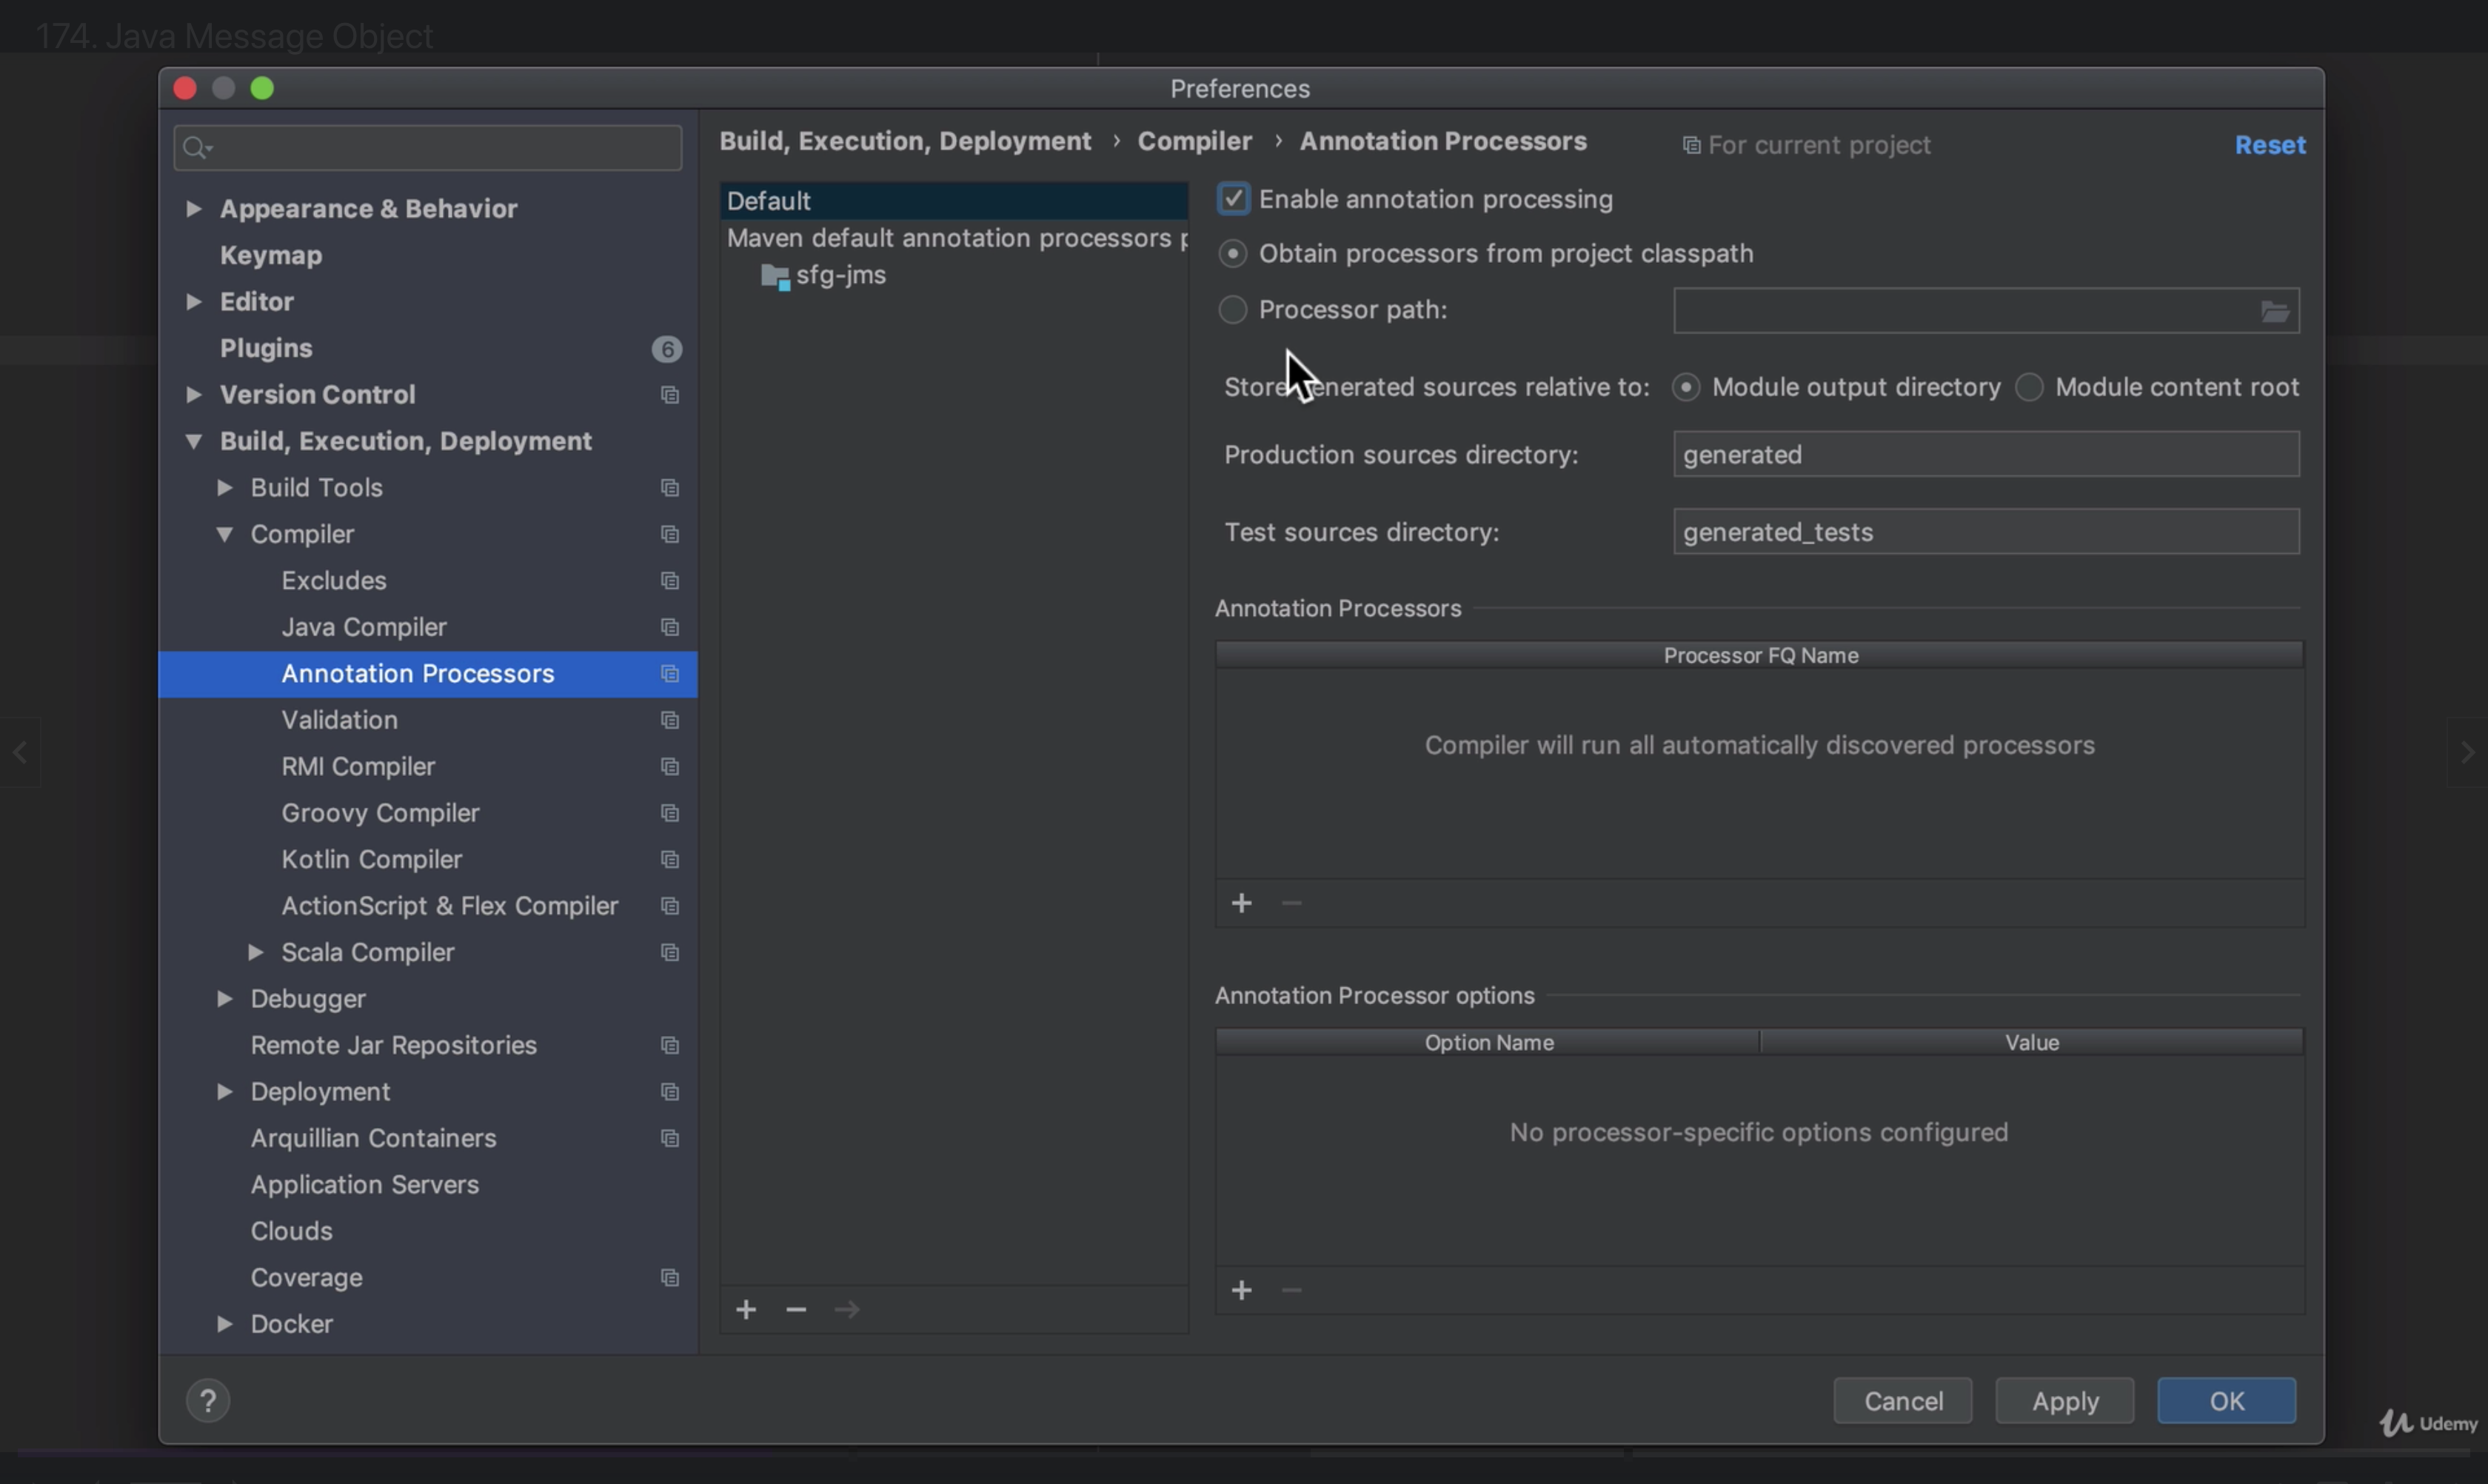 174. Java Message Object
Preferences
Appearance & Behavior
Keymap
Editor
Plugins 6
Version Control
Build, Execution, Deployment
Build Tools
Compiler
Excludes
Java Compiler
Annotation Processors
Validation
RMI Compiler
Groovy Compiler
Kotlin Compiler
ActionScript & Flex Compiler
Scala Compiler
Debugger
Remote Jar Repositories
Deployment
Arquillian Containers
Application Servers
Clouds
Coverage
Docker
Build, Execution, Deployment › Compiler › Annotation Processors For current project Reset
Default
Maven default annotation processors p
sfg-jms
Enable annotation processing
Obtain processors from project classpath
Processor path:
Store generated sources relative to: Module output directory Module content root
Production sources directory: generated
Test sources directory: generated_tests
Annotation Processors
Processor FQ Name
Compiler will run all automatically discovered processors
Annotation Processor options
Option Name Value
No processor-specific options configured
? Cancel Apply OK
Udemy